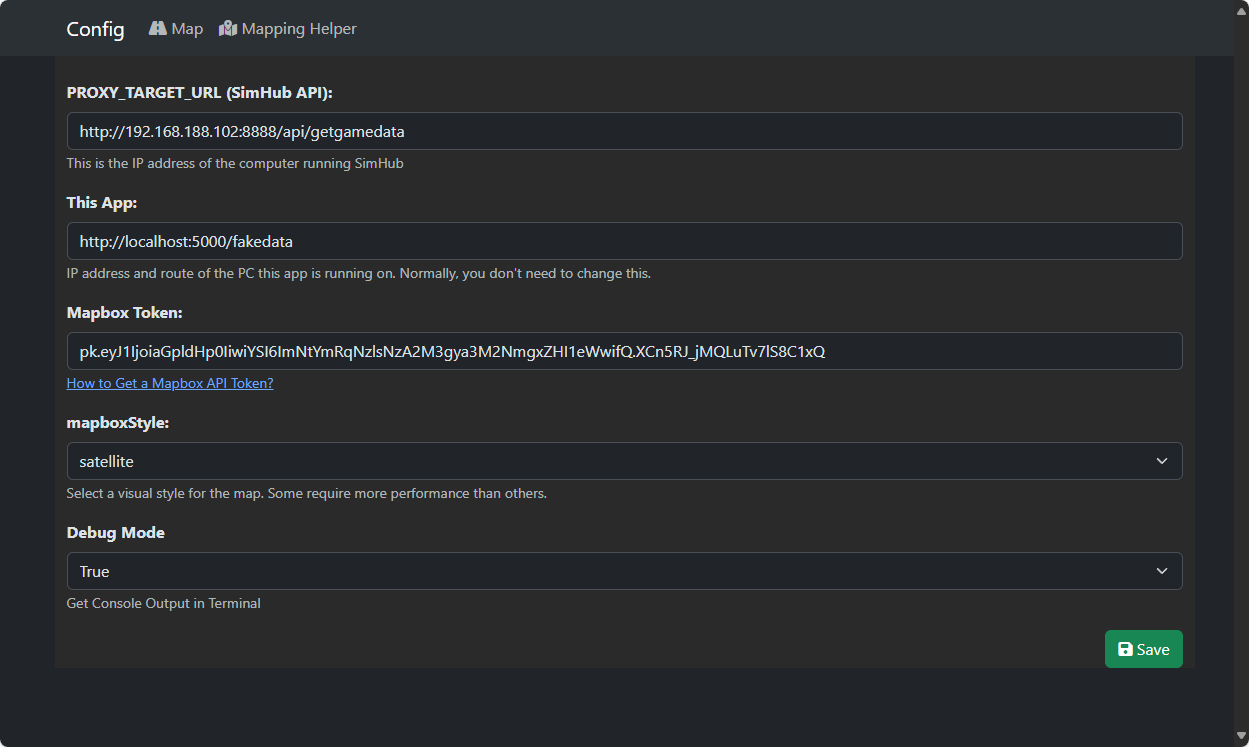 Config Map Mapping Helper
PROXY_TARGET_URL (SimHub API):
http://192.168.188.102:8888/api/getgamedata
This is the IP address of the computer running SimHub
This App:
http://localhost:5000/fakedata
IP address and route of the PC this app is running on. Normally, you don't need to change this.
Mapbox Token:
pk.eyJ1IjoiaGpldHp0IiwiYSI6ImNtYmRqNzlsNzA2M3gya3M2NmgxZHI1eWwifQ.XCn5RJ_jMQLuTv7lS8C1xQ
How to Get a Mapbox API Token?
mapboxStyle:
satellite
Select a visual style for the map. Some require more performance than others.
Debug Mode
True
Get Console Output in Terminal
Save